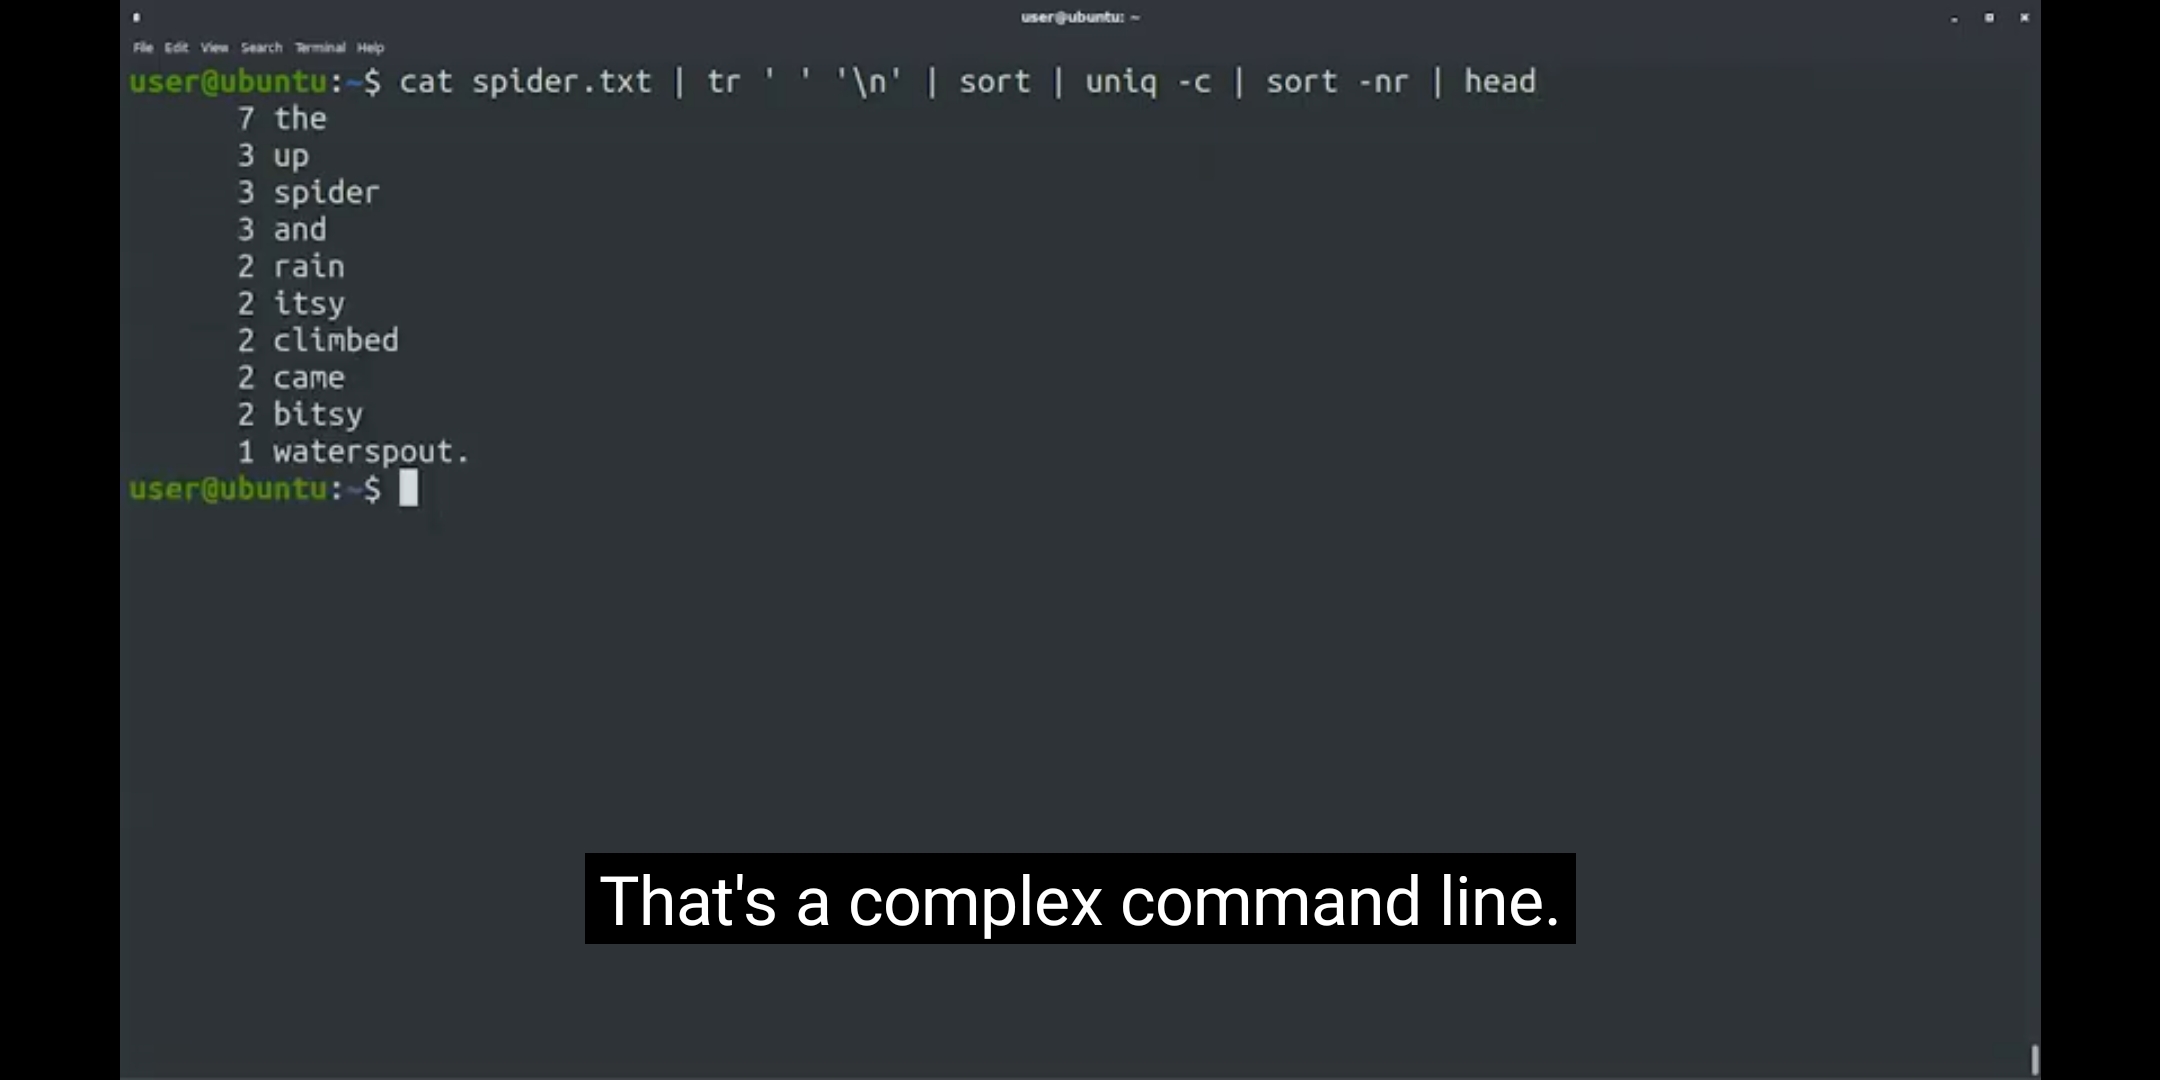 user@ubuntu: ~
File Edit View Search Terminal Help
user@ubuntu:~$ cat spider.txt | tr ' ' '\n' | sort | uniq -c | sort -nr | head
7 the
3 up
3 spider
3 and
2 rain
2 itsy
2 climbed
2 came
2 bitsy
1 waterspout.
user@ubuntu:~$
That's a complex command line.